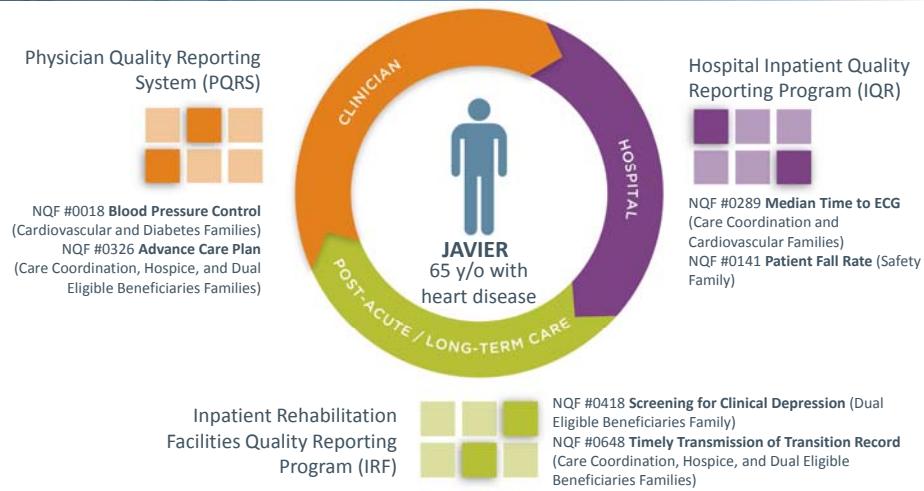 Physician Quality Reporting
System (PQRS)
NQF #0018 Blood Pressure Control
(Cardiovascular and Diabetes Families)
NQF #0326 Advance Care Plan
(Care Coordination, Hospice, and Dual
Eligible Beneficiaries Families)
CLINICIAN
HOSPITAL
POST-ACUTE / LONG-TERM CARE
JAVIER
65 y/o with
heart disease
Hospital Inpatient Quality
Reporting Program (IQR)
NQF #0289 Median Time to ECG
(Care Coordination and
Cardiovascular Families)
NQF #0141 Patient Fall Rate (Safety
Family)
Inpatient Rehabilitation
Facilities Quality Reporting
Program (IRF)
NQF #0418 Screening for Clinical Depression (Dual
Eligible Beneficiaries Family)
NQF #0648 Timely Transmission of Transition Record
(Care Coordination, Hospice, and Dual Eligible
Beneficiaries Families)